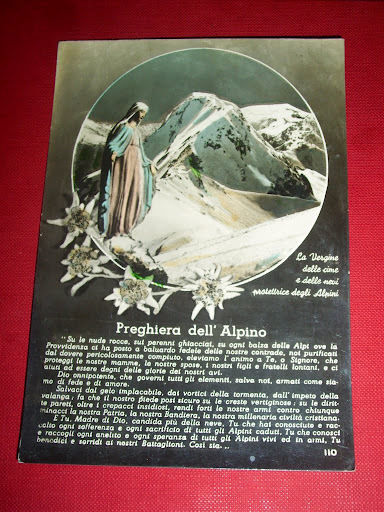 La Vergine
delle cime
e delle nevi
protettrice degli Alpini
Preghiera dell' Alpino
"Su le nude rocce, sui perenni ghiacciai, su ogni balza delle Alpi ove la
Provvidenza ci ha posto a baluardo fedele delle nostre contrade, noi purificati
dal dovere pericolosamente compiuto, eleviamo l' animo a Te, o Signore, che
proteggi le nostre mamme, le nostre spose, i nostri figli e fratelli lontani, e ci
aiuti ad essere degni delle glorie dei nostri avi.
Dio onnipotente, che governi tutti gli elementi, salva noi, armati come sia-
mo di fede e di amore.
Salvaci dal gelo implacabile, dai vortici della tormenta, dall' impeto della
valanga; fa che il nostro piede posi sicuro su le creste vertiginose; su le dirit-
te pareti, oltre i crepacci insidiosi, rendi forti le nostre armi contro chiunque
minacci la nostra Patria, la nostra Bandiera, la nostra millenaria civiltà cristiana.
E Tu, Madre di Dio, candida più della neve, Tu che hai conosciuto e rac-
colto ogni sofferenza e ogni sacrificio di tutti gli Alpini caduti, Tu che conosci
e raccogli ogni anelito e ogni speranza di tutti gli Alpini vivi ed in armi, Tu
benedici e sorridi ai nostri Battaglioni. Così sia. „
110